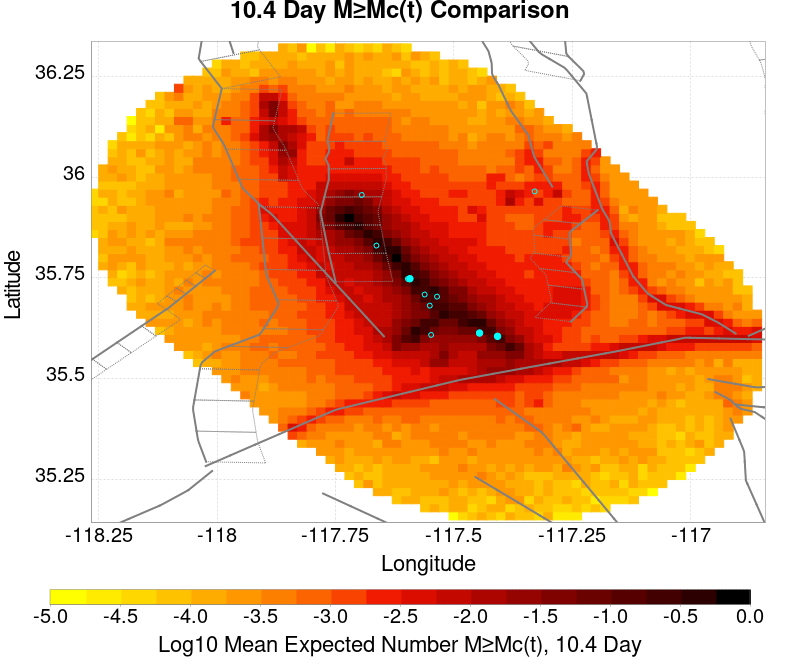 10.4 Day M≥Mc(t) Comparison
36.25
36
35.75
35.5
35.25
Latitude
-118.25 -118 -117.75 -117.5 -117.25 -117
Longitude
-5.0 -4.5 -4.0 -3.5 -3.0 -2.5 -2.0 -1.5 -1.0 -0.5 0.0
Log10 Mean Expected Number M≥Mc(t), 10.4 Day